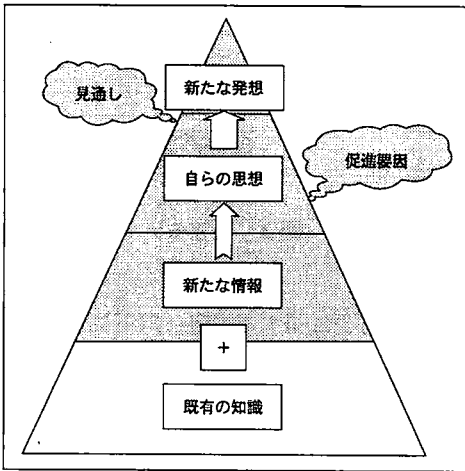 新たな発想
見通し
促進要因
自らの思想
新たな情報
+
既有の知識